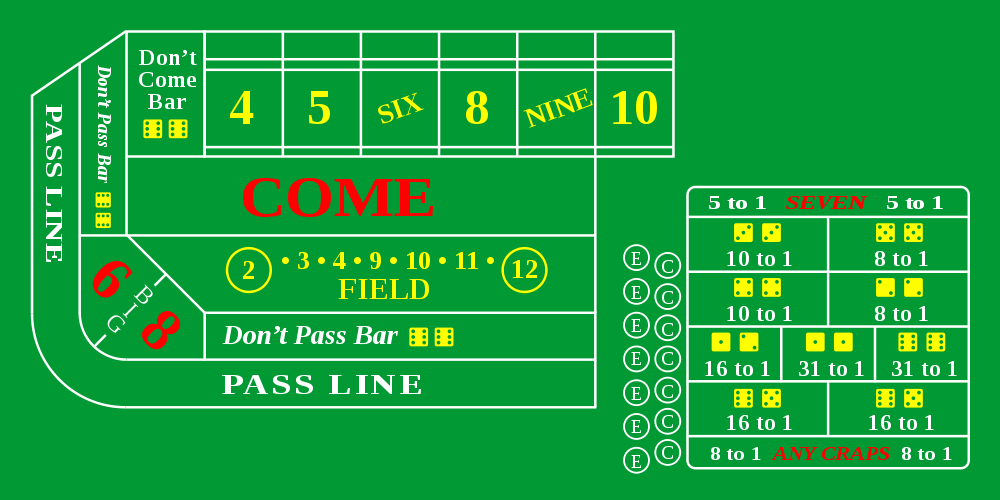 Don’t
Come
Bar
4 5 SIX 8 NINE 10
PASS LINE
Don’t Pass Bar
COME
2 • 3 • 4 • 9 • 10 • 11 • 12
FIELD
6
8
BIG
Don’t Pass Bar
PASS LINE
E C
E C
E C
E C
E C
E C
E C
5 to 1 SEVEN 5 to 1
10 to 1 8 to 1
10 to 1 8 to 1
16 to 1 31 to 1 31 to 1
16 to 1 16 to 1
8 to 1 ANY CRAPS 8 to 1